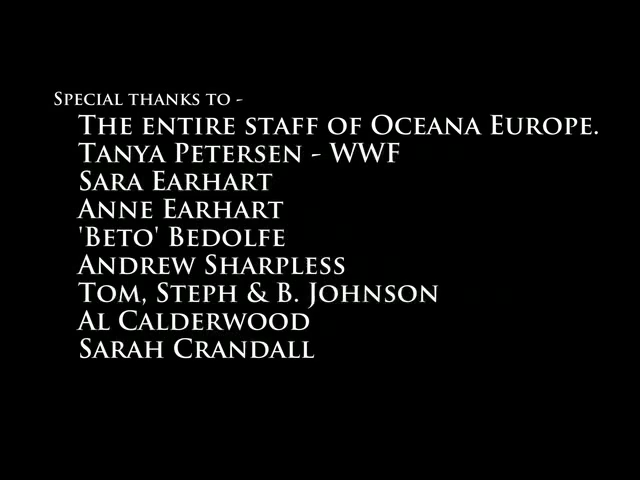 Special thanks to -
The entire staff of Oceana Europe.
Tanya Petersen - WWF
Sara Earhart
Anne Earhart
'Beto' Bedolfe
Andrew Sharpless
Tom, Steph & B. Johnson
Al Calderwood
Sarah Crandall